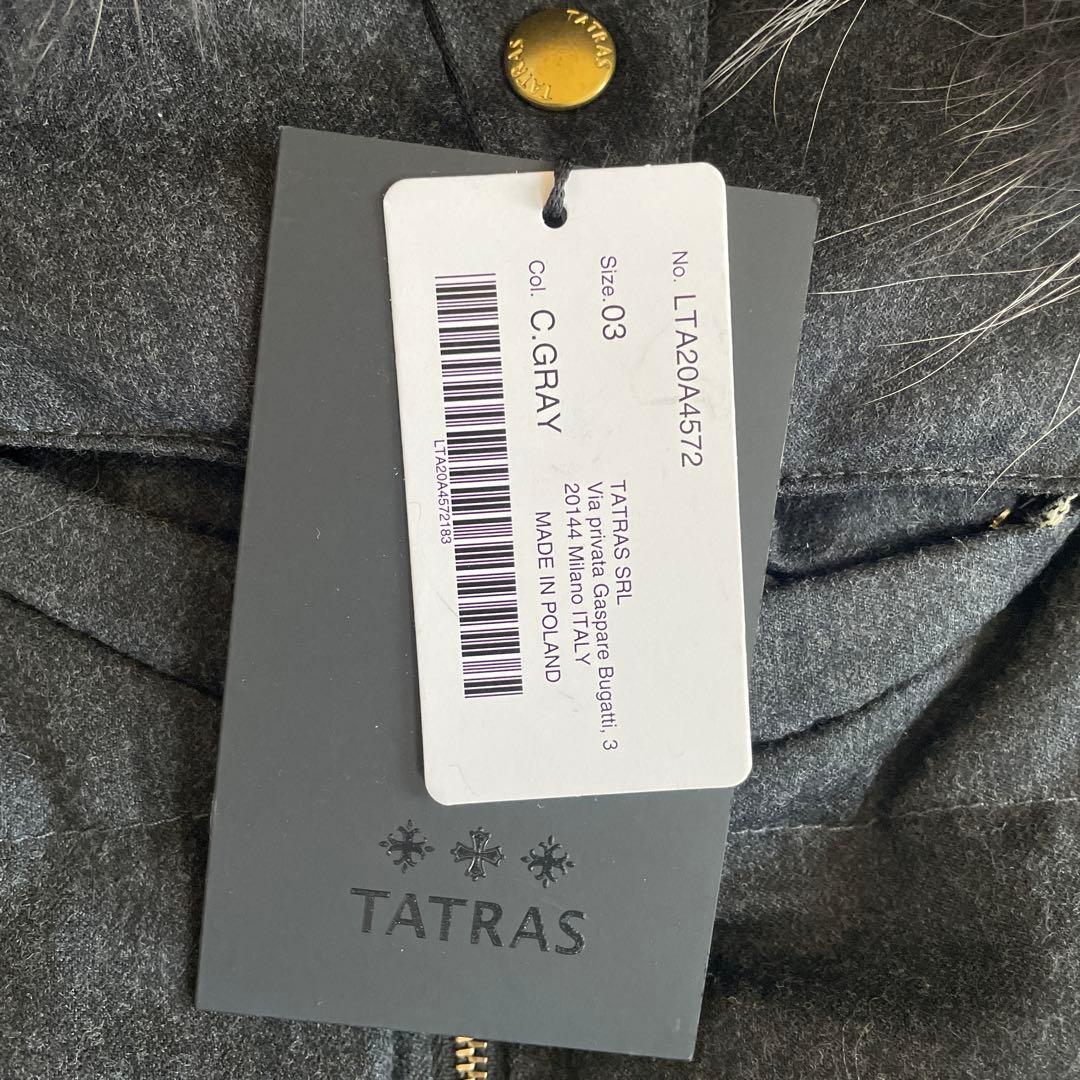 TATRAS
TATRAS
No. LTA20A4572
Size.03
Col. C.GRAY
TATRAS SRL
Via privata Gaspare Bugatti, 3
20144 Milano ITALY
MADE IN POLAND
LTA20A4572183
TATRAS